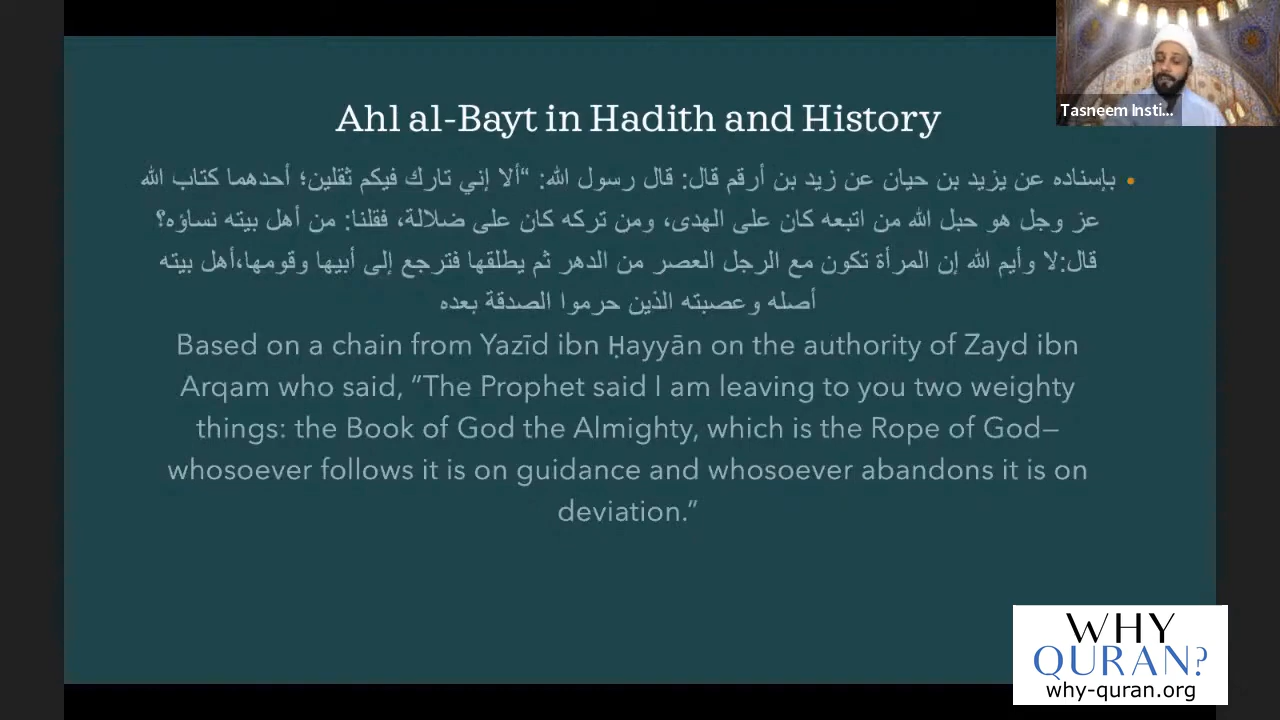 Ahl al-Bayt in Hadith and History
• بإسناده عن يزيد بن حيان عن زيد بن أرقم قال: قال رسول الله: “ألا إني تارك فيكم ثقلين؛ أحدهما كتاب الله
عز وجل هو حبل الله من اتبعه كان على الهدى، ومن تركه كان على ضلالة، فقلنا: من أهل بيته نساؤه؟
قال:لا وأيم الله إن المرأة تكون مع الرجل العصر من الدهر ثم يطلقها فترجع إلى أبيها وقومها،أهل بيته
أصله وعصبته الذين حرموا الصدقة بعده
Based on a chain from Yazīd ibn Ḥayyān on the authority of Zayd ibn
Arqam who said, “The Prophet said I am leaving to you two weighty
things: the Book of God the Almighty, which is the Rope of God—
whosoever follows it is on guidance and whosoever abandons it is on
deviation.”
Tasneem Insti...
WHY
QURAN?
why-quran.org